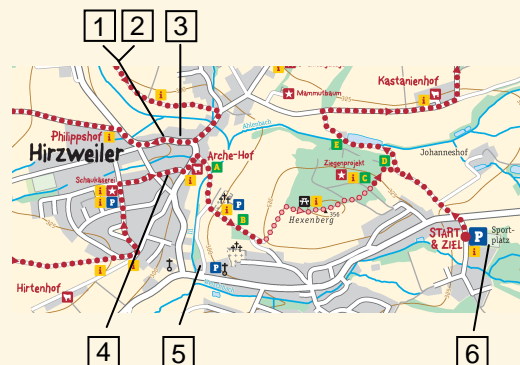 1 2 3
Mammutbaum
Kastanienhof
Philippshof
Ahlenbach
Hirzweiler
E
Arche-Hof
Ziegenprojekt
D
Johanneshof
A
Schaukäserei
C
P
P
B
358
Hexenberg
START
& ZIEL
P
Sport-
platz
P
Hirtenhof
4 5 6